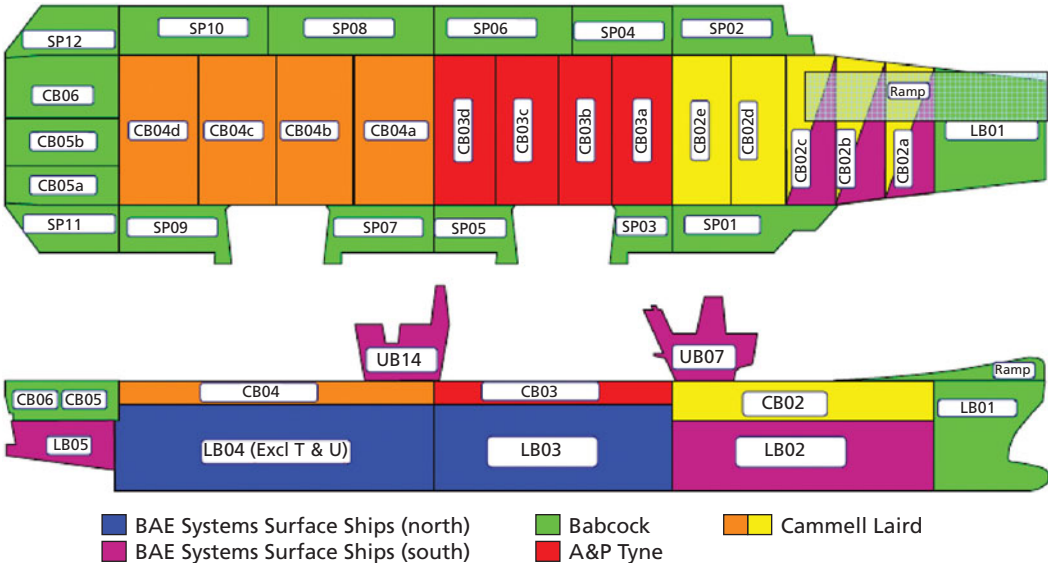 SP12
SP10
SP08
SP06
SP04
SP02
CB06
CB05b
CB05a
CB04d
CB04c
CB04b
CB04a
CB03d
CB03c
CB03b
CB03a
CB02e
CB02d
CB02c
CB02b
CB02a
Ramp
LB01
SP11
SP09
SP07
SP05
SP03
SP01
UB14
UB07
Ramp
CB06
CB05
CB04
CB03
CB02
LB01
LB05
LB04 (Excl T & U)
LB03
LB02
BAE Systems Surface Ships (north)
Babcock
Cammell Laird
BAE Systems Surface Ships (south)
A&P Tyne